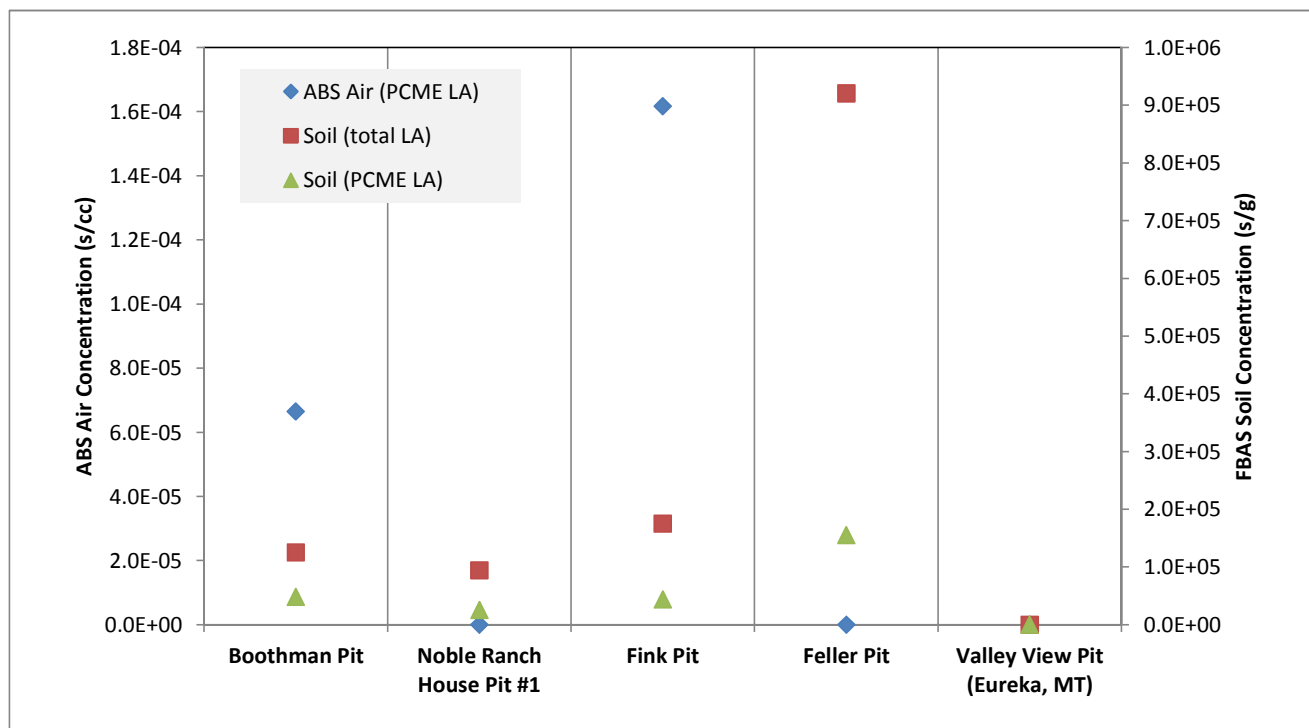 1.8E-04
1.6E-04
1.4E-04
1.2E-04
1.0E-04
8.0E-05
6.0E-05
4.0E-05
2.0E-05
0.0E+00
ABS Air Concentration (s/cc)
ABS Air (PCME LA)
Soil (total LA)
Soil (PCME LA)
1.0E+06
9.0E+05
8.0E+05
7.0E+05
6.0E+05
5.0E+05
4.0E+05
3.0E+05
2.0E+05
1.0E+05
0.0E+00
FBAS Soil Concentration (s/g)
Boothman Pit
Noble Ranch
House Pit #1
Fink Pit
Feller Pit
Valley View Pit
(Eureka, MT)